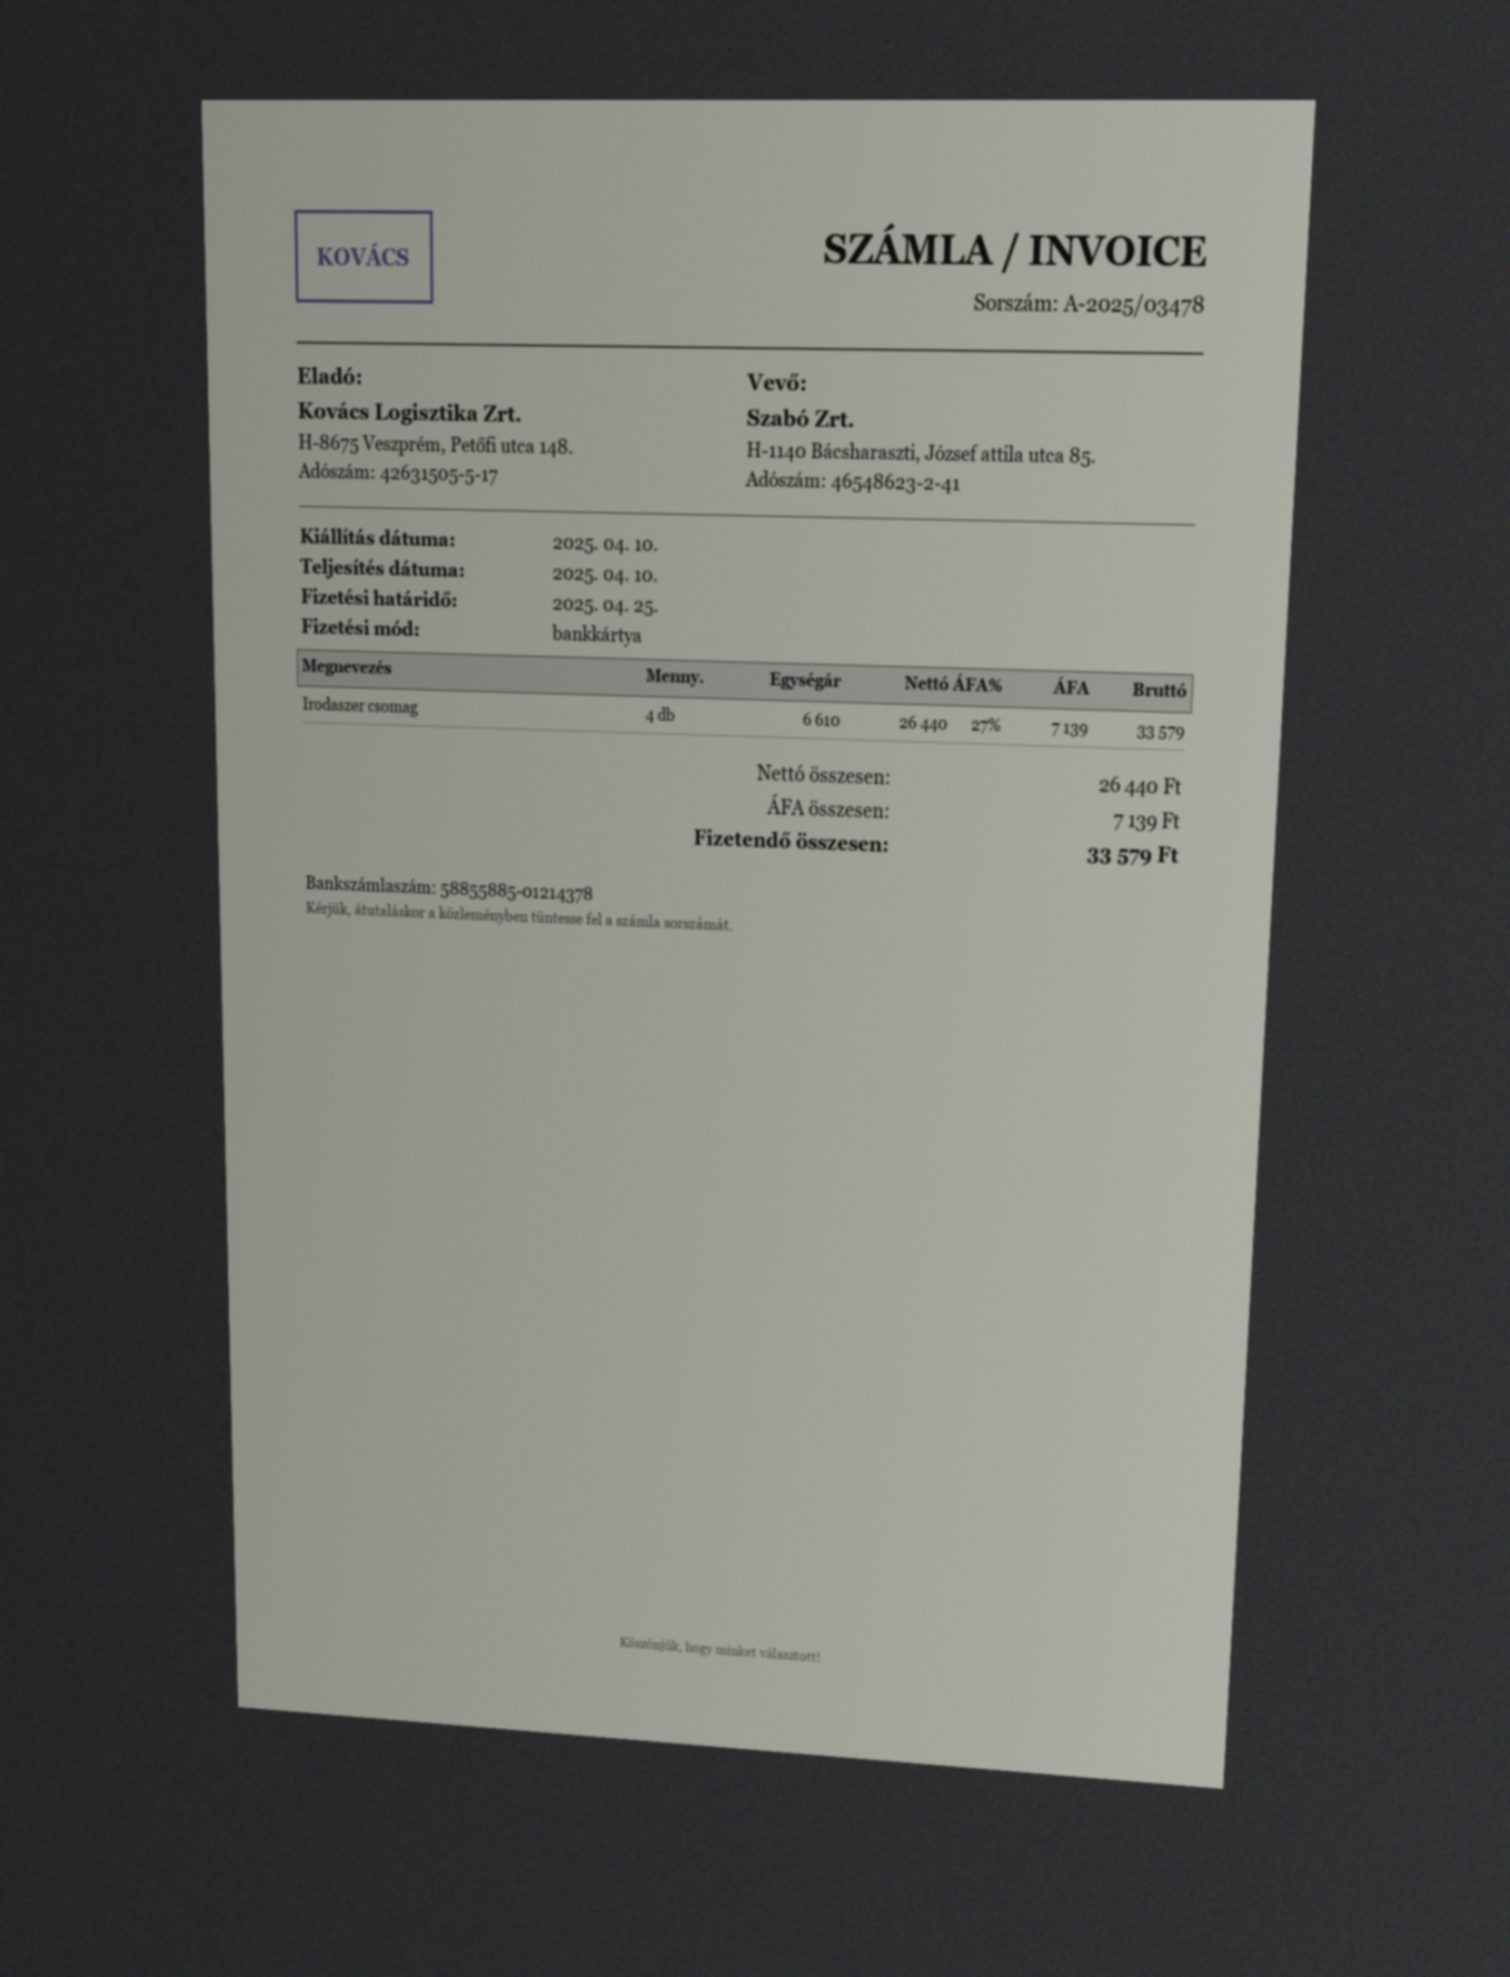 KOVÁCS
SZÁMLA / INVOICE
Sorszám: A-2025/03478
Eladó:
Kovács Logisztika Zrt.
H-8675 Veszprém, Petőfi utca 148.
Adószám: 42631505-5-17
Vevő:
Szabó Zrt.
H-1140 Bácsharaszti, József attila utca 85.
Adószám: 46548623-2-41
Kiállítás dátuma: 2025. 04. 10.
Teljesítés dátuma: 2025. 04. 10.
Fizetési határidő: 2025. 04. 25.
Fizetési mód: bankkártya
Megnevezés Menny. Egységár Nettó ÁFA% ÁFA Bruttó
Irodaszer csomag 4 db 6 610 26 440 27% 7 139 33 579
Nettó összesen: 26 440 Ft
ÁFA összesen: 7 139 Ft
Fizetendő összesen: 33 579 Ft
Bankszámlaszám: 58855885-01214378
Kérjük, átutaláskor a közleményben tüntesse fel a számla sorszámát.
Köszönjük, hogy minket választott!